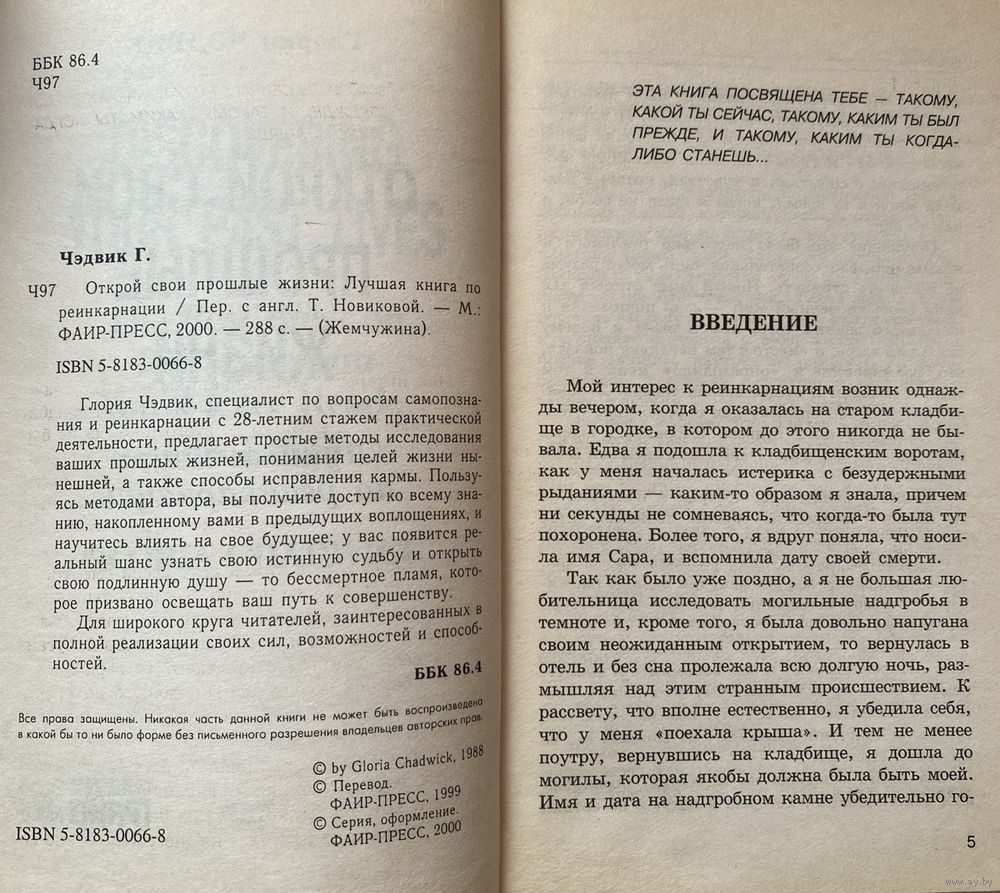 ББК 86.4
Ч97
Чэдвик Г.
Ч97 Открой свои прошлые жизни: Лучшая книга по
реинкарнации / Пер. с англ. Т. Новиковой. — М.:
ФАИР-ПРЕСС, 2000. — 288 с. — (Жемчужина).
ISBN 5-8183-0066-8
Глория Чэдвик, специалист по вопросам самопозна-
ния и реинкарнации с 28-летним стажем практической
деятельности, предлагает простые методы исследования
ваших прошлых жизней, понимания целей жизни ны-
нешней, а также способы исправления кармы. Пользу-
ясь методами автора, вы получите доступ ко всему зна-
нию, накопленному вами в предыдущих воплощениях, и
научитесь влиять на свое будущее; у вас появится ре-
альный шанс узнать свою истинную судьбу и открыть
свою подлинную душу — то бессмертное пламя, кото-
рое призвано освещать ваш путь к совершенству.
Для широкого круга читателей, заинтересованных в
полной реализации своих сил, возможностей и способ-
ностей.
ББК 86.4
Все права защищены. Никакая часть данной книги не может быть воспроизведена
в какой бы то ни было форме без письменного разрешения владельцев авторских прав.
© by Gloria Chadwick, 1988
© Перевод.
ФАИР-ПРЕСС, 1999
© Серия, оформление.
ФАИР-ПРЕСС, 2000
ISBN 5-8183-0066-8
ЭТА КНИГА ПОСВЯЩЕНА ТЕБЕ — ТАКОМУ,
КАКОЙ ТЫ СЕЙЧАС, ТАКОМУ, КАКИМ ТЫ БЫЛ
ПРЕЖДЕ, И ТАКОМУ, КАКИМ ТЫ КОГДА-
ЛИБО СТАНЕШЬ...
ВВЕДЕНИЕ
Мой интерес к реинкарнациям возник однаж-
ды вечером, когда я оказалась на старом кладби-
ще в городке, в котором до этого никогда не бы-
вала. Едва я подошла к кладбищенским воротам,
как у меня началась истерика с безудержными
рыданиями — каким-то образом я знала, причем
ни секунды не сомневаясь, что когда-то была тут
похоронена. Более того, я вдруг поняла, что носи-
ла имя Сара, и вспомнила дату своей смерти.
Так как было уже поздно, а я не большая лю-
бительница исследовать могильные надгробья в
темноте и, кроме того, я была довольно напугана
своим неожиданным открытием, то вернулась в
отель и без сна пролежала всю долгую ночь, раз-
мышляя над этим странным происшествием. К
рассвету, что вполне естественно, я убедила себя,
что у меня «поехала крыша». И тем не менее
поутру, вернувшись на кладбище, я дошла до
могилы, которая якобы должна была быть моей.
Имя и дата на надгробном камне убедительно го-
5
www.ay.by